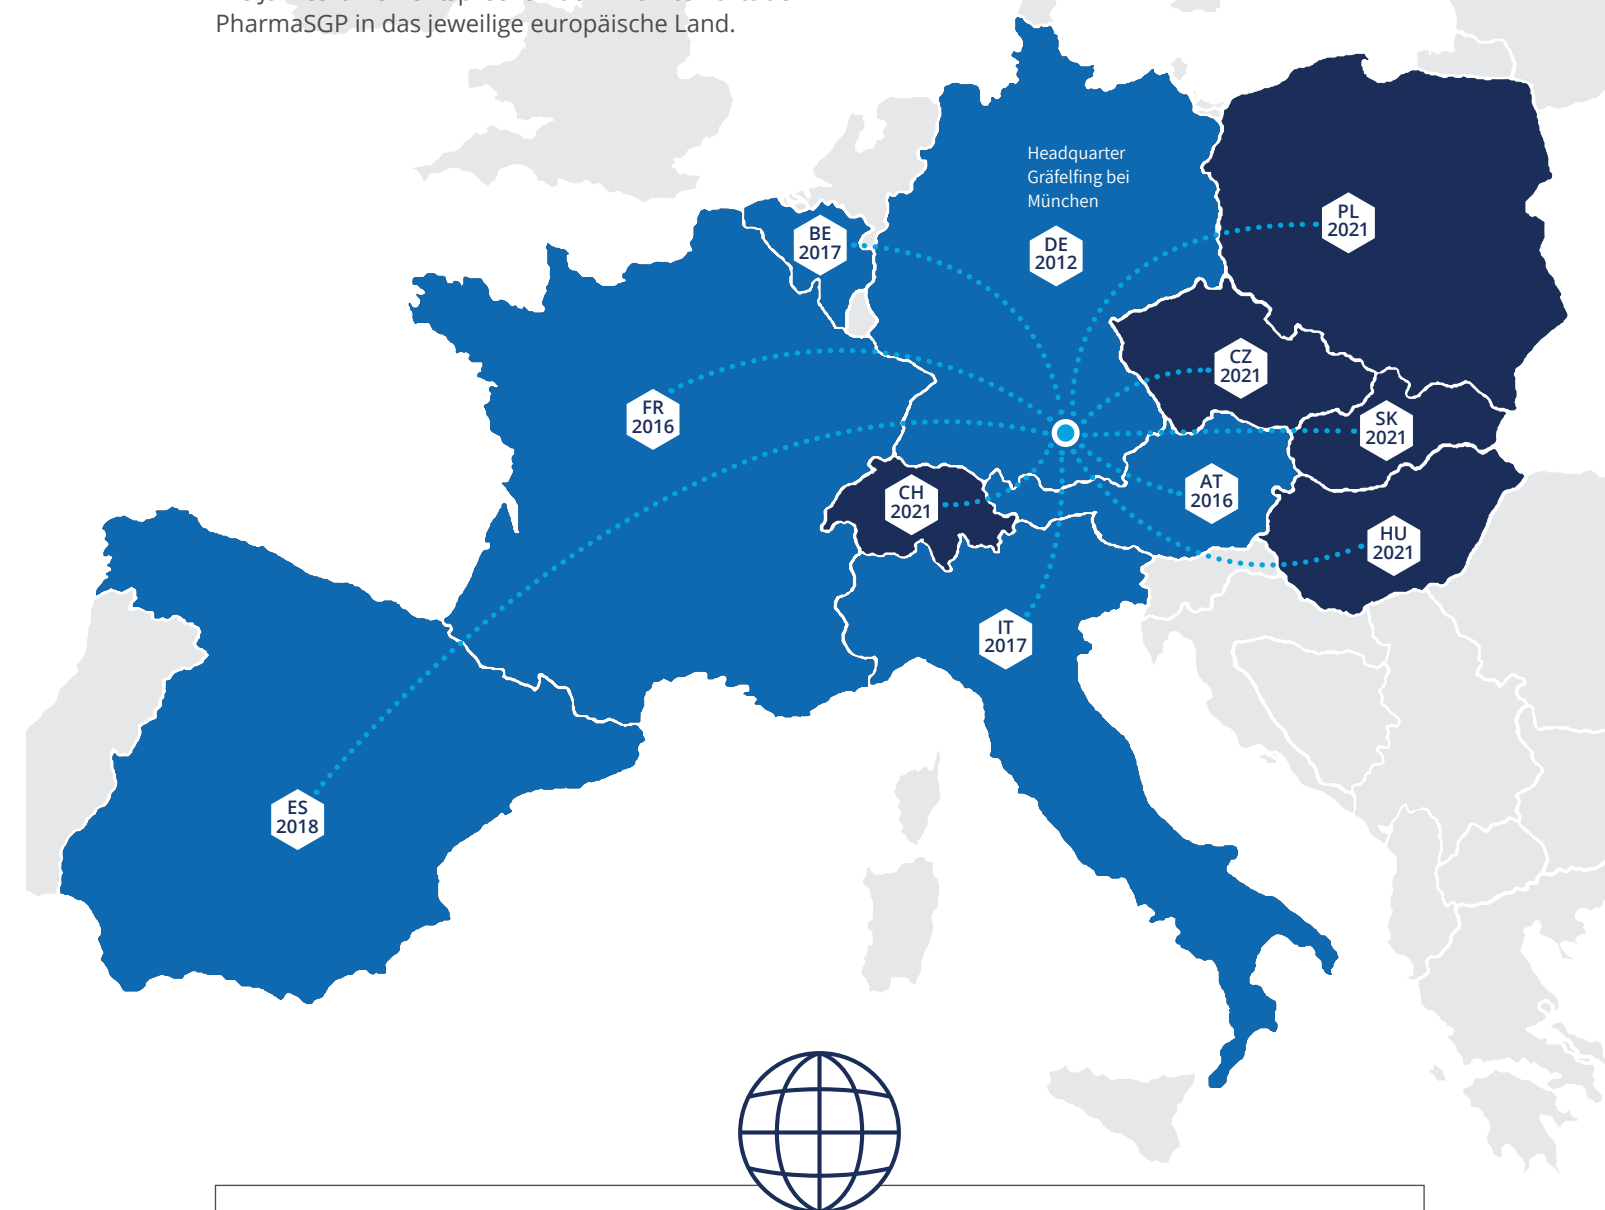 PharmaSGP in das jeweilige europäische Land.
Headquarter
Gräfelfing bei
München
PL
2021
BE
2017
DE
2012
CZ
2021
FR
2016
SK
2021
AT
2016
CH
2021
HU
2021
IT
2017
ES
2018